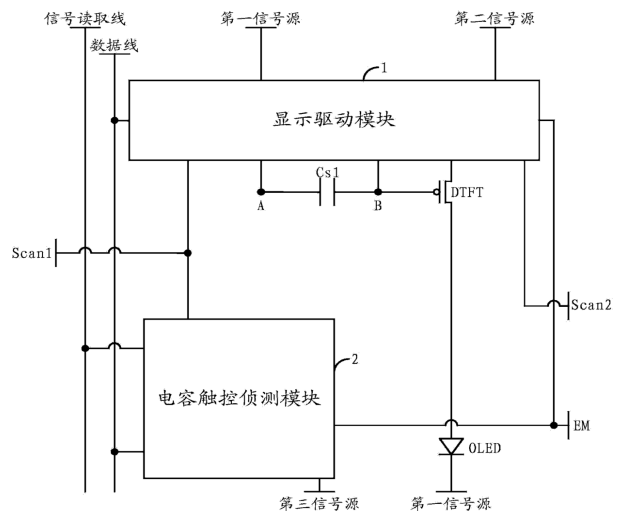 信号读取线
第一信号源
第二信号源
数据线
1
显示驱动模块
Cs1
A
B
DTFT
Scan1
Scan2
2
电容触控侦测模块
EM
OLED
第三信号源
第一信号源